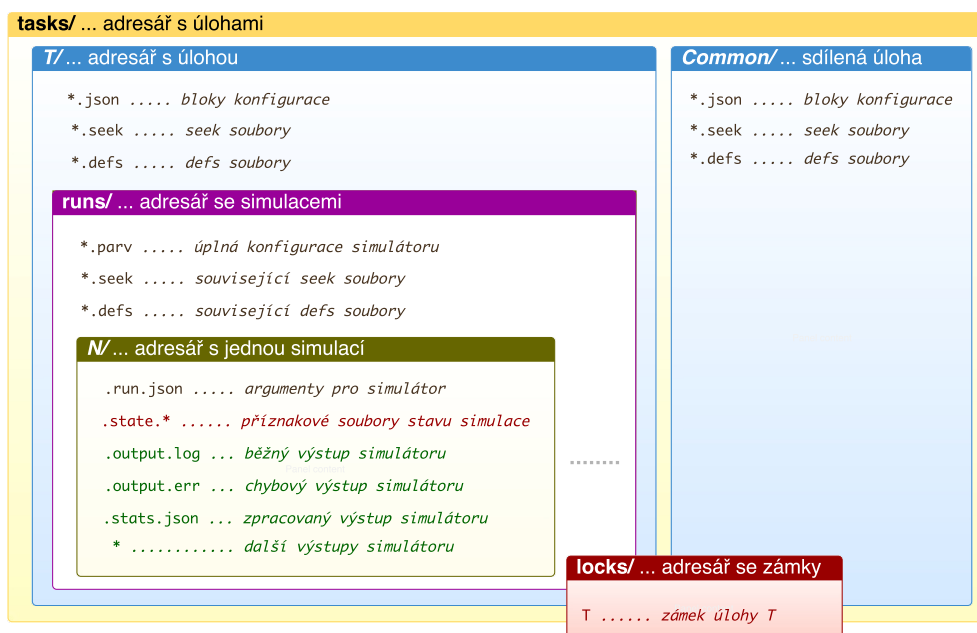 tasks/ ... adresář s úlohami
T/ ... adresář s úlohou
*.json ..... bloky konfigurace
*.seek ..... seek soubory
*.defs ..... defs soubory
runs/ ... adresář se simulacemi
*.parv ..... úplná konfigurace simulátoru
*.seek ..... související seek soubory
*.defs ..... související defs soubory
N/ ... adresář s jednou simulací
.run.json ..... argumenty pro simulátor
.state.* ...... příznakové soubory stavu simulace
.output.log ... běžný výstup simulátoru
.output.err ... chybový výstup simulátoru
.stats.json ... zpracovaný výstup simulátoru
* ............ další výstupy simulátoru
........
Common/ ... sdílená úloha
*.json ..... bloky konfigurace
*.seek ..... seek soubory
*.defs ..... defs soubory
locks/ ... adresář se zámky
T ...... zámek úlohy T